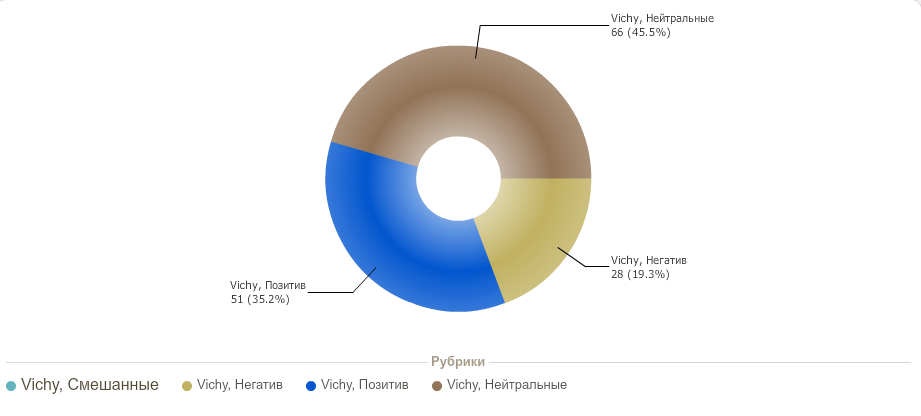 Vichy, Нейтральные
66 (45.5%)
Vichy, Негатив
28 (19.3%)
Vichy, Позитив
51 (35.2%)
Рубрики
Vichy, Смешанные
Vichy, Негатив
Vichy, Позитив
Vichy, Нейтральные